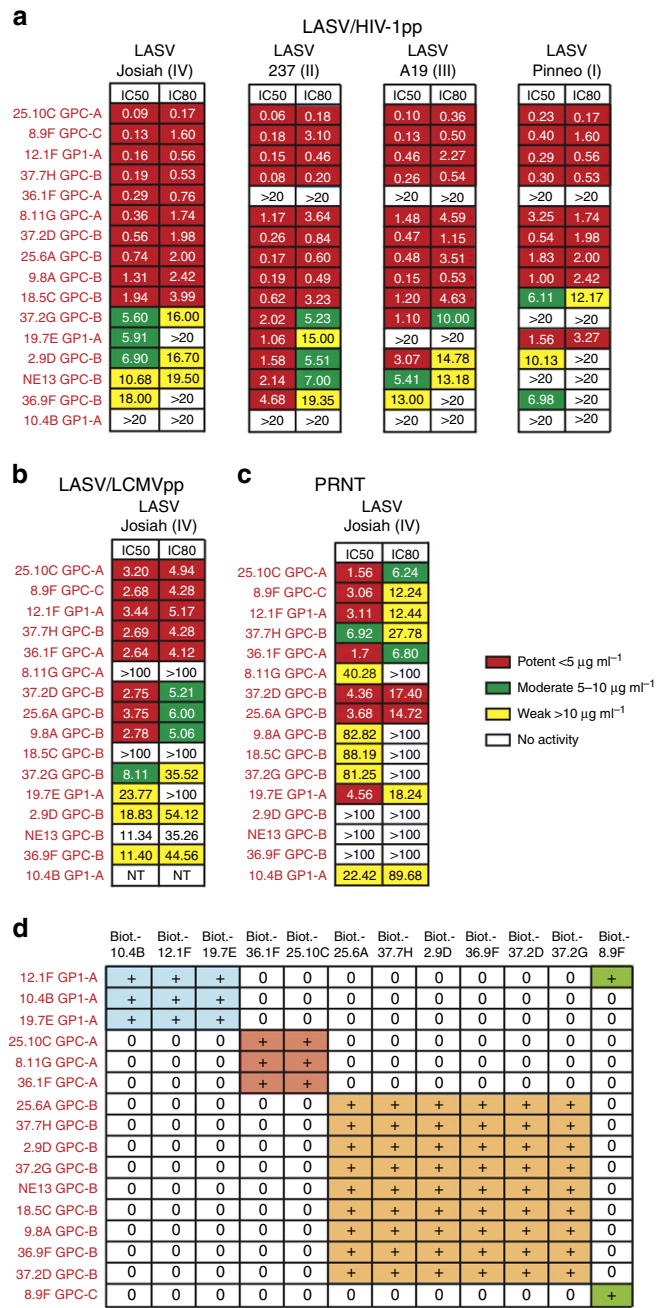 a
LASV/HIV-1pp
LASV LASV LASV LASV
Josiah (IV) 237 (II) A19 (III) Pinneo (I)
IC50 IC80 IC50 IC80 IC50 IC80 IC50 IC80
25.10C GPC-A 0.09 0.17 0.06 0.18 0.10 0.36 0.23 0.17
8.9F GPC-C 0.13 1.60 0.18 3.10 0.13 0.50 0.40 1.60
12.1F GP1-A 0.16 0.56 0.15 0.46 0.46 2.27 0.29 0.56
37.7H GPC-B 0.19 0.53 0.08 0.20 0.26 0.54 0.30 0.53
36.1F GPC-A 0.29 0.76 >20 >20 >20 >20 >20 >20
8.11G GPC-A 0.36 1.74 1.17 3.64 1.48 4.59 3.25 1.74
37.2D GPC-B 0.56 1.98 0.26 0.84 0.47 1.15 0.54 1.98
25.6A GPC-B 0.74 2.00 0.17 0.60 0.48 3.51 1.83 2.00
9.8A GPC-B 1.31 2.42 0.19 0.49 0.15 0.53 1.00 2.42
18.5C GPC-B 1.94 3.99 0.62 3.23 1.20 4.63 6.11 12.17
37.2G GPC-B 5.60 16.00 2.02 5.23 1.10 10.00 >20 >20
19.7E GP1-A 5.91 >20 1.06 15.00 >20 >20 1.56 3.27
2.9D GPC-B 6.90 16.70 1.58 5.51 3.07 14.78 10.13 >20
NE13 GPC-B 10.68 19.50 2.14 7.00 5.41 13.18 >20 >20
36.9F GPC-B 18.00 >20 4.68 19.35 13.00 >20 6.98 >20
10.4B GP1-A >20 >20 >20 >20 >20 >20 >20 >20
b
LASV/LCMVpp
LASV
Josiah (IV)
IC50 IC80
25.10C GPC-A 3.20 4.94
8.9F GPC-C 2.68 4.28
12.1F GP1-A 3.44 5.17
37.7H GPC-B 2.69 4.28
36.1F GPC-A 2.64 4.12
8.11G GPC-A >100 >100
37.2D GPC-B 2.75 5.21
25.6A GPC-B 3.75 6.00
9.8A GPC-B 2.78 5.06
18.5C GPC-B >100 >100
37.2G GPC-B 8.11 35.52
19.7E GP1-A 23.77 >100
2.9D GPC-B 18.83 54.12
NE13 GPC-B 11.34 35.26
36.9F GPC-B 11.40 44.56
10.4B GP1-A NT NT
c
PRNT
LASV
Josiah (IV)
IC50 IC80
25.10C GPC-A 1.56 6.24
8.9F GPC-C 3.06 12.24
12.1F GP1-A 3.11 12.44
37.7H GPC-B 6.92 27.78
36.1F GPC-A 1.7 6.80
8.11G GPC-A 40.28 >100
37.2D GPC-B 4.36 17.40
25.6A GPC-B 3.68 14.72
9.8A GPC-B 82.82 >100
18.5C GPC-B 88.19 >100
37.2G GPC-B 81.25 >100
19.7E GP1-A 4.56 18.24
2.9D GPC-B >100 >100
NE13 GPC-B >100 >100
36.9F GPC-B >100 >100
10.4B GP1-A 22.42 89.68
Potent <5 µg ml⁻¹
Moderate 5–10 µg ml⁻¹
Weak >10 µg ml⁻¹
No activity
d
Biot.- Biot.- Biot.- Biot.- Biot.- Biot.- Biot.- Biot.- Biot.- Biot.- Biot.- Biot.-
10.4B 12.1F 19.7E 36.1F 25.10C 25.6A 37.7H 2.9D 36.9F 37.2D 37.2G 8.9F
12.1F GP1-A + + + 0 0 0 0 0 0 0 0 +
10.4B GP1-A + + + 0 0 0 0 0 0 0 0 0
19.7E GP1-A + + + 0 0 0 0 0 0 0 0 0
25.10C GPC-A 0 0 0 + + 0 0 0 0 0 0 0
8.11G GPC-A 0 0 0 + + 0 0 0 0 0 0 0
36.1F GPC-A 0 0 0 + + 0 0 0 0 0 0 0
25.6A GPC-B 0 0 0 0 0 + + + + + + 0
37.7H GPC-B 0 0 0 0 0 + + + + + + 0
2.9D GPC-B 0 0 0 0 0 + + + + + + 0
37.2G GPC-B 0 0 0 0 0 + + + + + + 0
NE13 GPC-B 0 0 0 0 0 + + + + + + 0
18.5C GPC-B 0 0 0 0 0 + + + + + + 0
9.8A GPC-B 0 0 0 0 0 + + + + + + 0
36.9F GPC-B 0 0 0 0 0 + + + + + + 0
37.2D GPC-B 0 0 0 0 0 + + + + + + 0
8.9F GPC-C 0 0 0 0 0 0 0 0 0 0 0 +